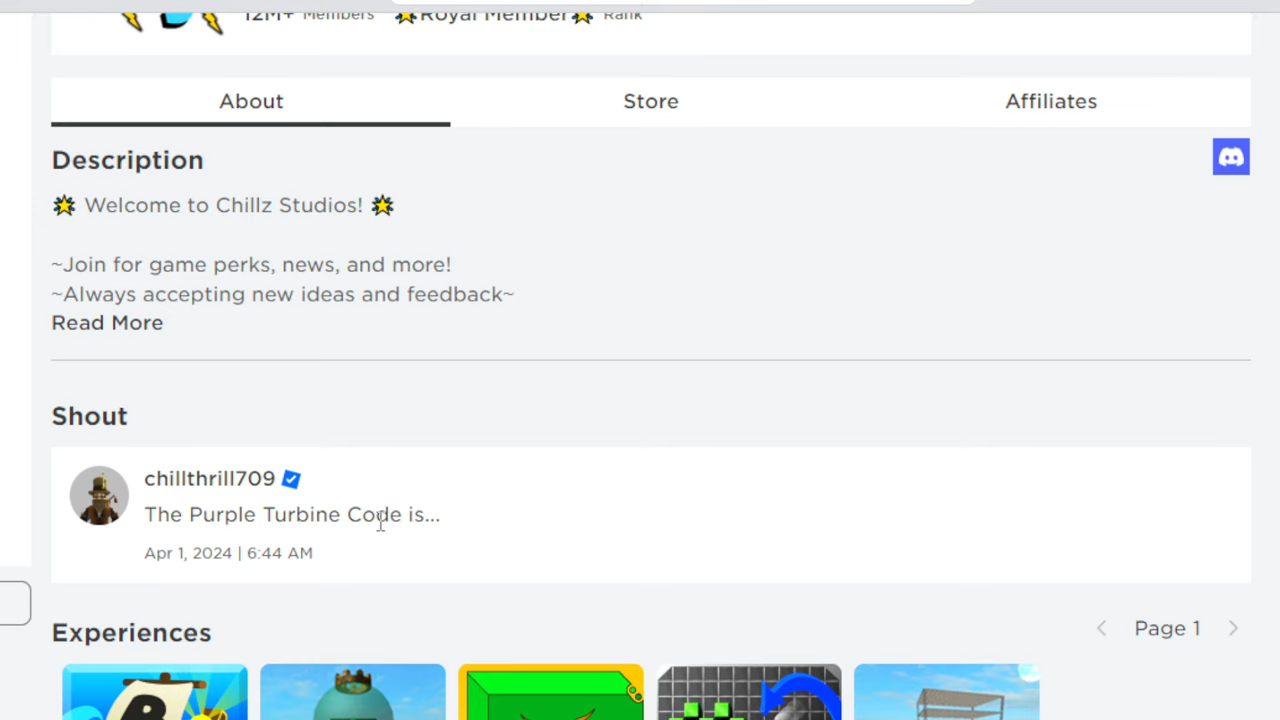 12M+ Members 🌟Royal Member🌟 Rank
About Store Affiliates
Description
🌟 Welcome to Chillz Studios! 🌟
~Join for game perks, news, and more!
~Always accepting new ideas and feedback~
Read More
Shout
chillthrill709
The Purple Turbine Code is...
Apr 1, 2024 | 6:44 AM
Experiences
Page 1
B